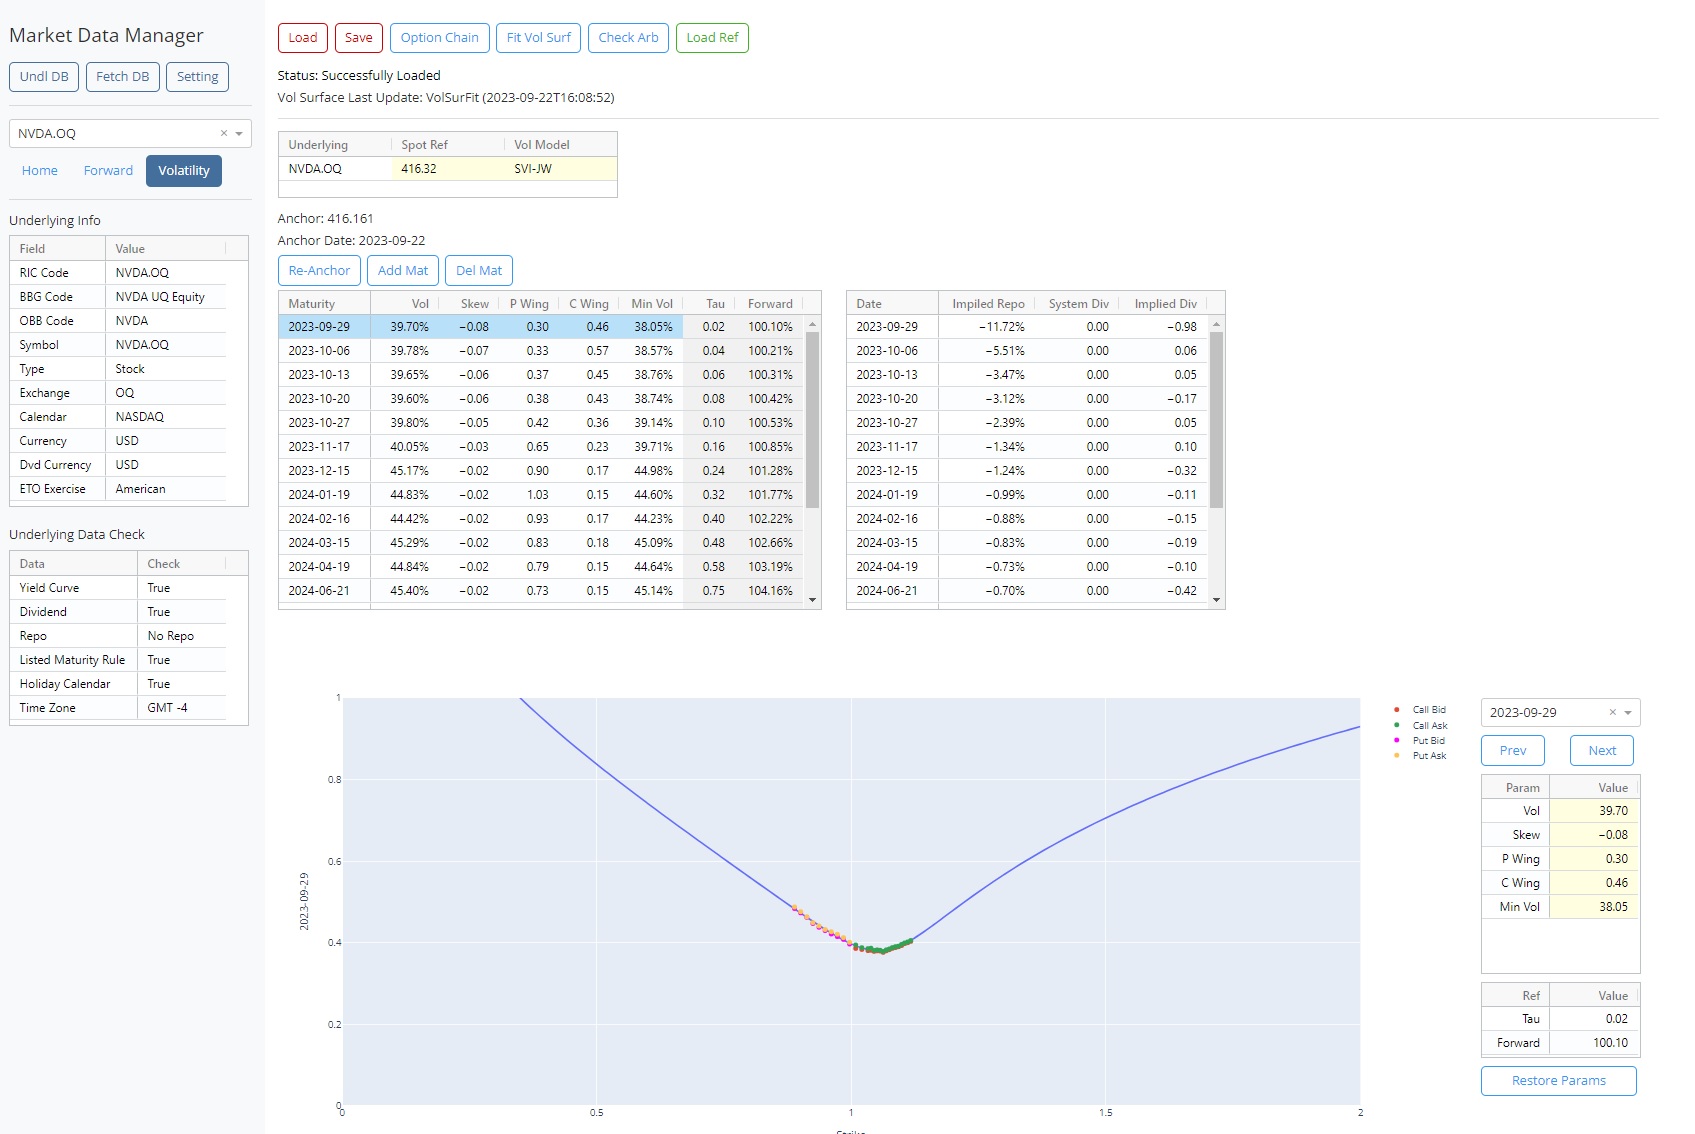 Market Data Manager
Undl DB Fetch DB Setting
NVDA.OQ
Home Forward Volatility
Underlying Info
Field Value
RIC Code NVDA.OQ
BBG Code NVDA UQ Equity
OBB Code NVDA
Symbol NVDA.OQ
Type Stock
Exchange OQ
Calendar NASDAQ
Currency USD
Dvd Currency USD
ETO Exercise American
Underlying Data Check
Data Check
Yield Curve True
Dividend True
Repo No Repo
Listed Maturity Rule True
Holiday Calendar True
Time Zone GMT -4
Load Save Option Chain Fit Vol Surf Check Arb Load Ref
Status: Successfully Loaded
Vol Surface Last Update: VolSurFit (2023-09-22T16:08:52)
Underlying Spot Ref Vol Model
NVDA.OQ 416.32 SVI-JW
Anchor: 416.161
Anchor Date: 2023-09-22
Re-Anchor Add Mat Del Mat
Maturity Vol Skew P Wing C Wing Min Vol Tau Forward
2023-09-29 39.70% −0.08 0.30 0.46 38.05% 0.02 100.10%
2023-10-06 39.78% −0.07 0.33 0.57 38.57% 0.04 100.21%
2023-10-13 39.65% −0.06 0.37 0.45 38.76% 0.06 100.31%
2023-10-20 39.60% −0.06 0.38 0.43 38.74% 0.08 100.42%
2023-10-27 39.80% −0.05 0.42 0.36 39.14% 0.10 100.53%
2023-11-17 40.05% −0.03 0.65 0.23 39.71% 0.16 100.85%
2023-12-15 45.17% −0.02 0.90 0.17 44.98% 0.24 101.28%
2024-01-19 44.83% −0.02 1.03 0.15 44.60% 0.32 101.77%
2024-02-16 44.42% −0.02 0.93 0.17 44.23% 0.40 102.22%
2024-03-15 45.29% −0.02 0.83 0.18 45.09% 0.48 102.66%
2024-04-19 44.84% −0.02 0.79 0.15 44.64% 0.58 103.19%
2024-06-21 45.40% −0.02 0.73 0.15 45.14% 0.75 104.16%
Date Impiled Repo System Div Implied Div
2023-09-29 −11.72% 0.00 −0.98
2023-10-06 −5.51% 0.00 0.06
2023-10-13 −3.47% 0.00 0.05
2023-10-20 −3.12% 0.00 −0.17
2023-10-27 −2.39% 0.00 0.05
2023-11-17 −1.34% 0.00 0.10
2023-12-15 −1.24% 0.00 −0.32
2024-01-19 −0.99% 0.00 −0.11
2024-02-16 −0.88% 0.00 −0.15
2024-03-15 −0.83% 0.00 −0.19
2024-04-19 −0.73% 0.00 −0.10
2024-06-21 −0.70% 0.00 −0.42
1
0.8
0.6
0.4
0.2
0
2023-09-29
0 0.5 1 1.5 2
Call Bid
Call Ask
Put Bid
Put Ask
2023-09-29
Prev Next
Param Value
Vol 39.70
Skew −0.08
P Wing 0.30
C Wing 0.46
Min Vol 38.05
Ref Value
Tau 0.02
Forward 100.10
Restore Params